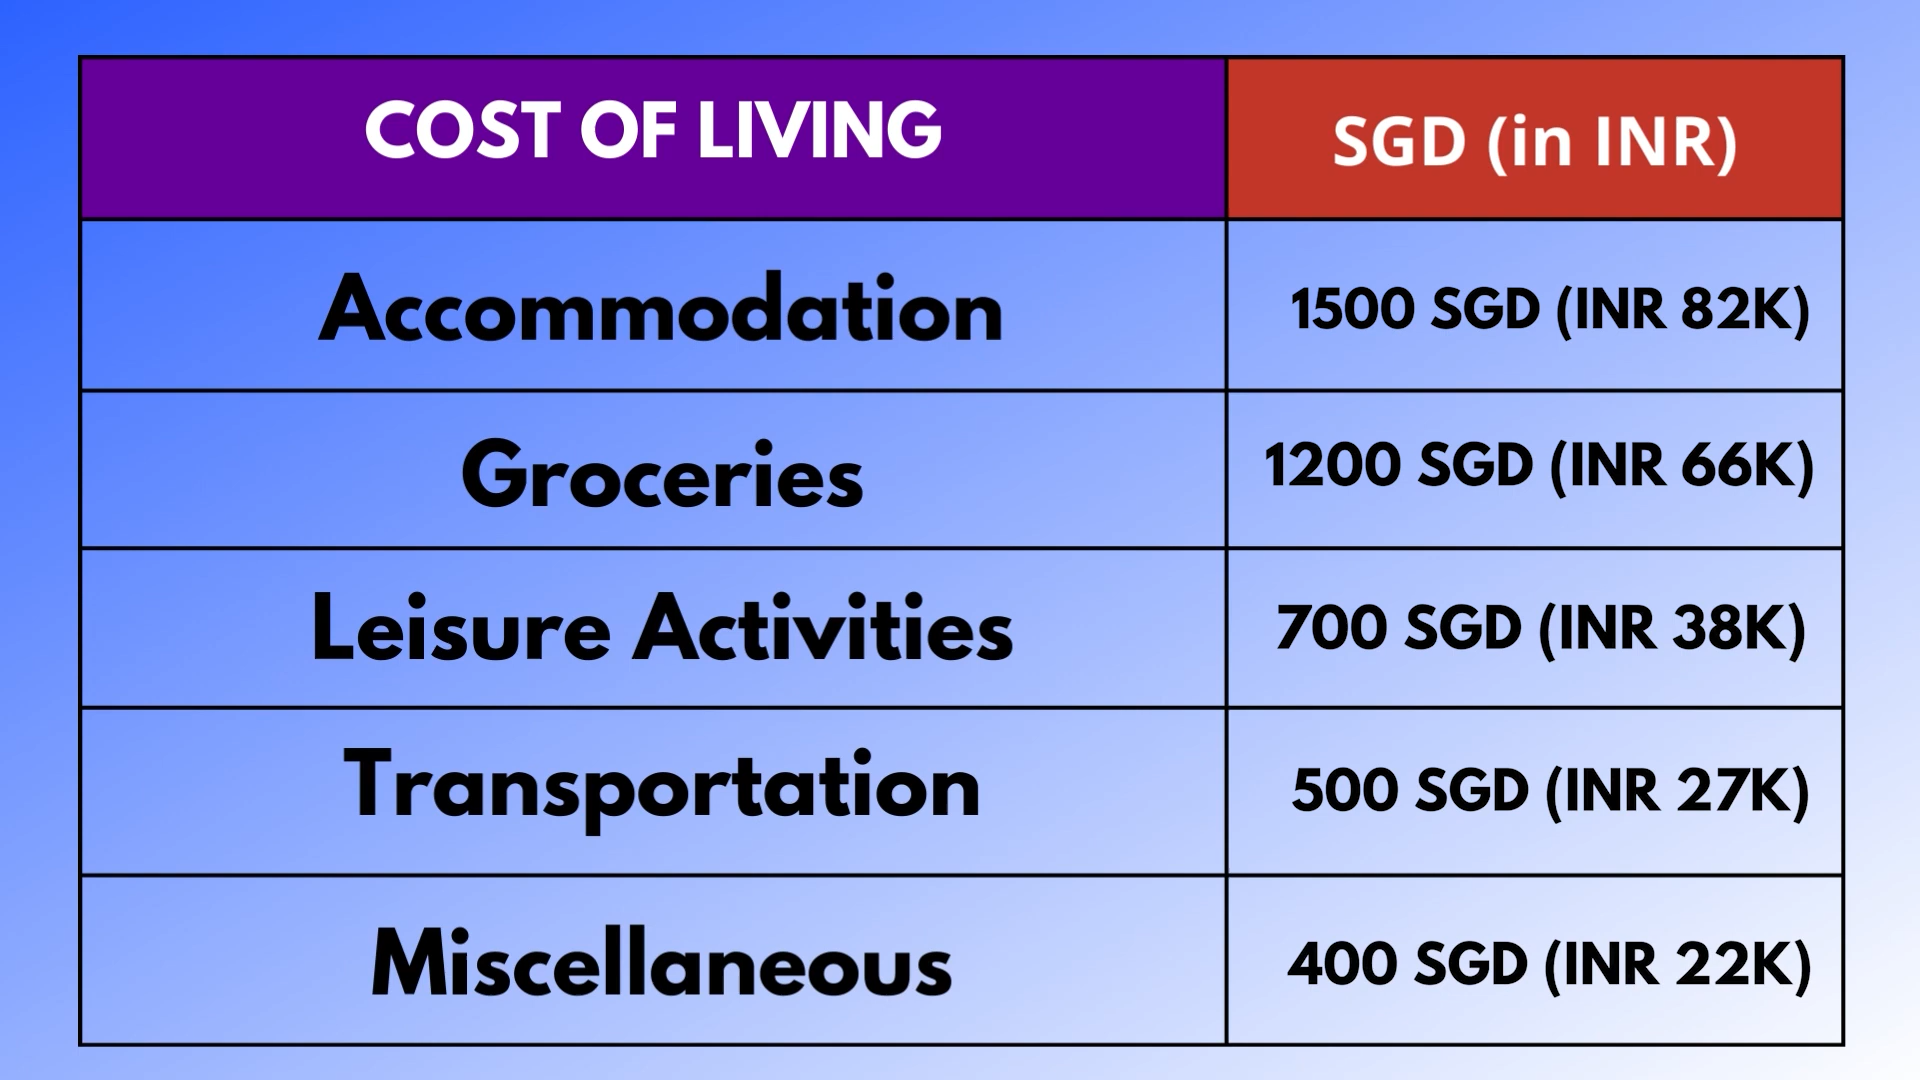 COST OF LIVING SGD (in INR)
Accommodation 1500 SGD (INR 82K)
Groceries 1200 SGD (INR 66K)
Leisure Activities 700 SGD (INR 38K)
Transportation 500 SGD (INR 27K)
Miscellaneous 400 SGD (INR 22K)